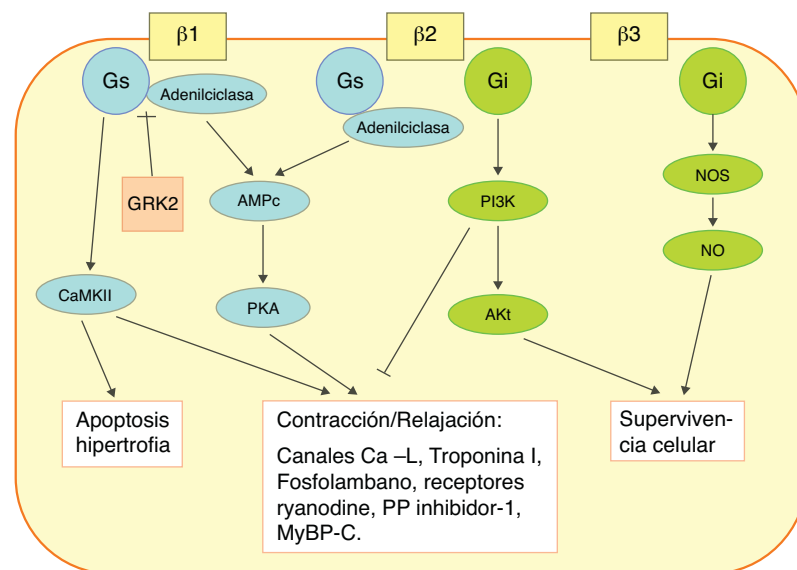 β1
β2
β3
Gs
Adenilciclasa
Gs
Adenilciclasa
Gi
Gi
GRK2
AMPc
PI3K
NOS
NO
CaMKII
PKA
AKt
Apoptosis
hipertrofia
Contracción/Relajación:
Canales Ca –L, Troponina I,
Fosfolambano, receptores
ryanodine, PP inhibidor-1,
MyBP-C.
Supervivен-
cia celular